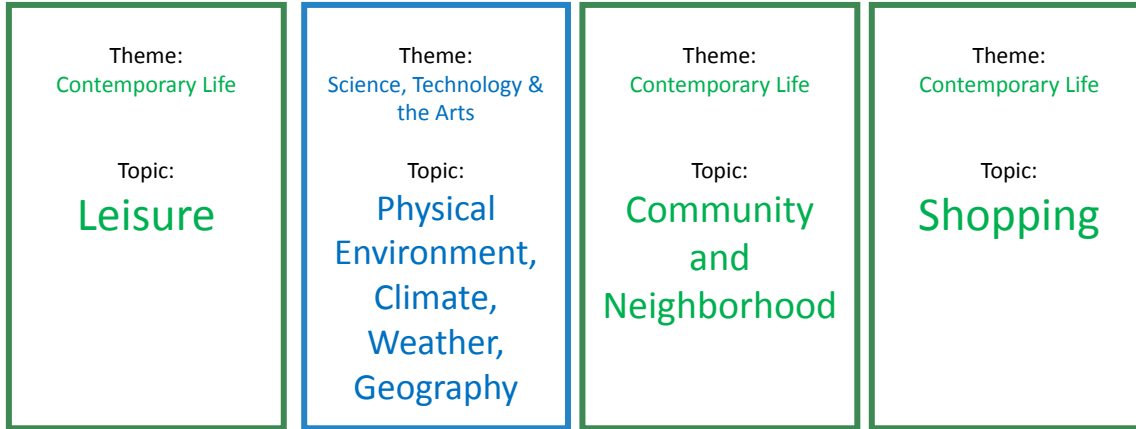 Theme:
Contemporary Life
Topic:
Leisure
Theme:
Science, Technology &
the Arts
Topic:
Physical
Environment,
Climate,
Weather,
Geography
Theme:
Contemporary Life
Topic:
Community
and
Neighborhood
Theme:
Contemporary Life
Topic:
Shopping